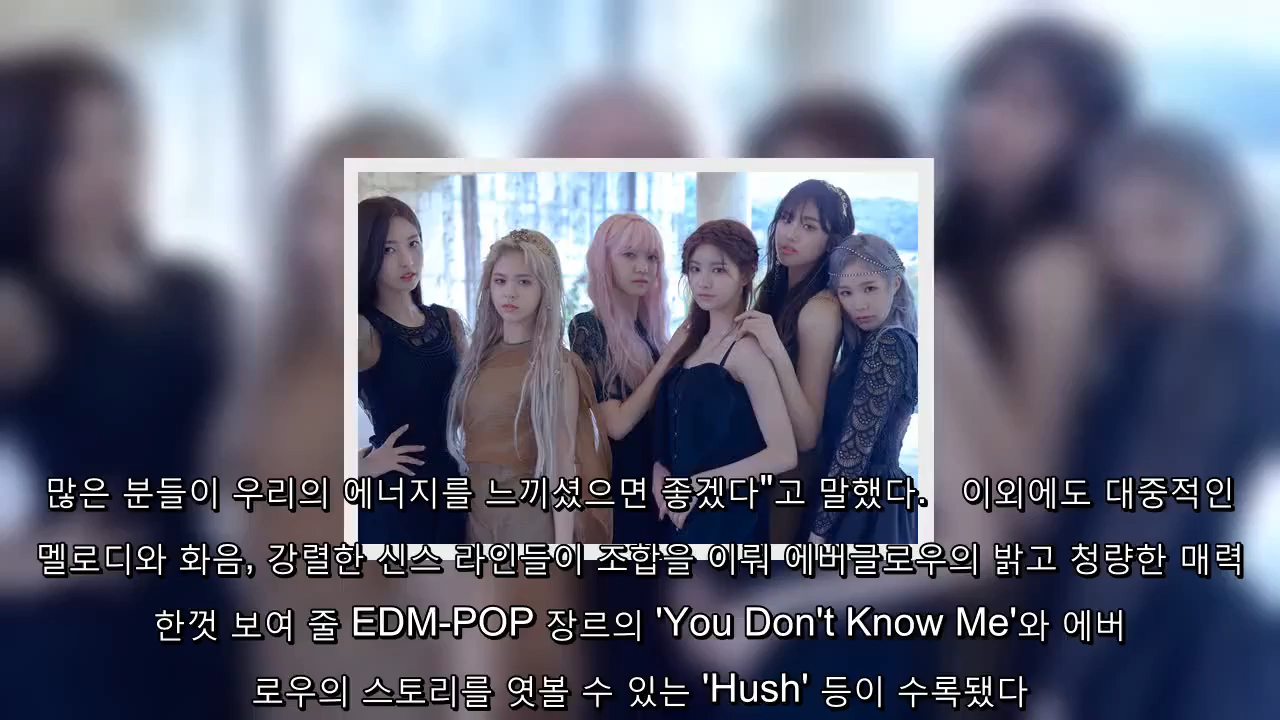 많은 분들이 우리의 에너지를 느끼셨으면 좋겠다"고 말했다. 이외에도 대중적인
멜로디와 화음, 강렬한 신스 라인들이 조합을 이뤄 에버글로우의 밝고 청량한 매력
한껏 보여 줄 EDM-POP 장르의 'You Don't Know Me'와 에버
로우의 스토리를 엿볼 수 있는 'Hush' 등이 수록됐다